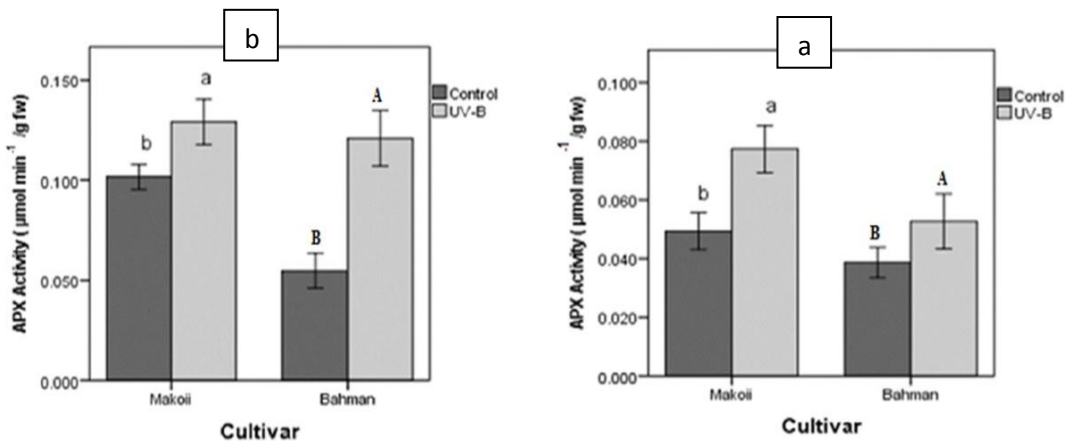 b
APX Activity ( µmol min⁻¹ /g fw)
0.150
0.100
0.050
0.000
b
a
B
A
Makoii
Bahman
Cultivar
Control
UV-B
a
APX Activity ( µmol min⁻¹ /g fw)
0.100
0.080
0.060
0.040
0.020
0.000
b
a
B
A
Makoii
Bahman
Cultivar
Control
UV-B